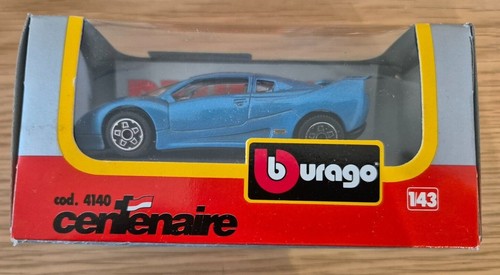 burago
cod. 4140
centenaire
1/43